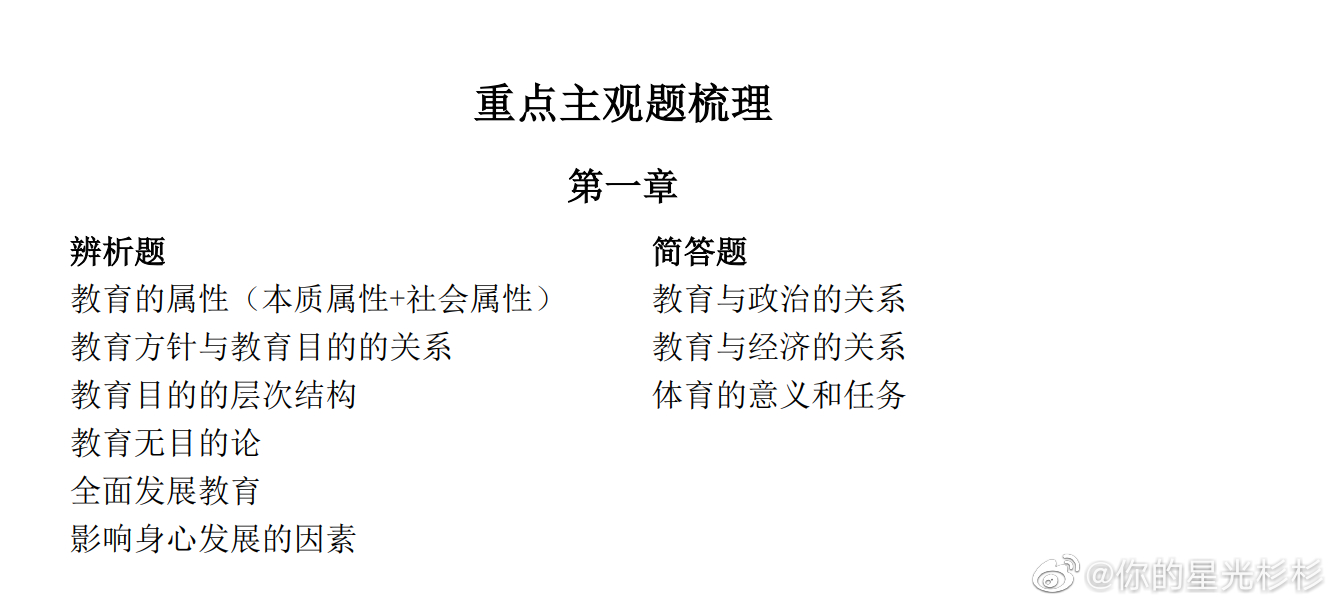 重点主观题梳理
第一章
辨析题
教育的属性（本质属性+社会属性）
教育方针与教育目的的关系
教育目的的层次结构
教育无目的论
全面发展教育
影响身心发展的因素
简答题
教育与政治的关系
教育与经济的关系
体育的意义和任务
@你的星光杉杉